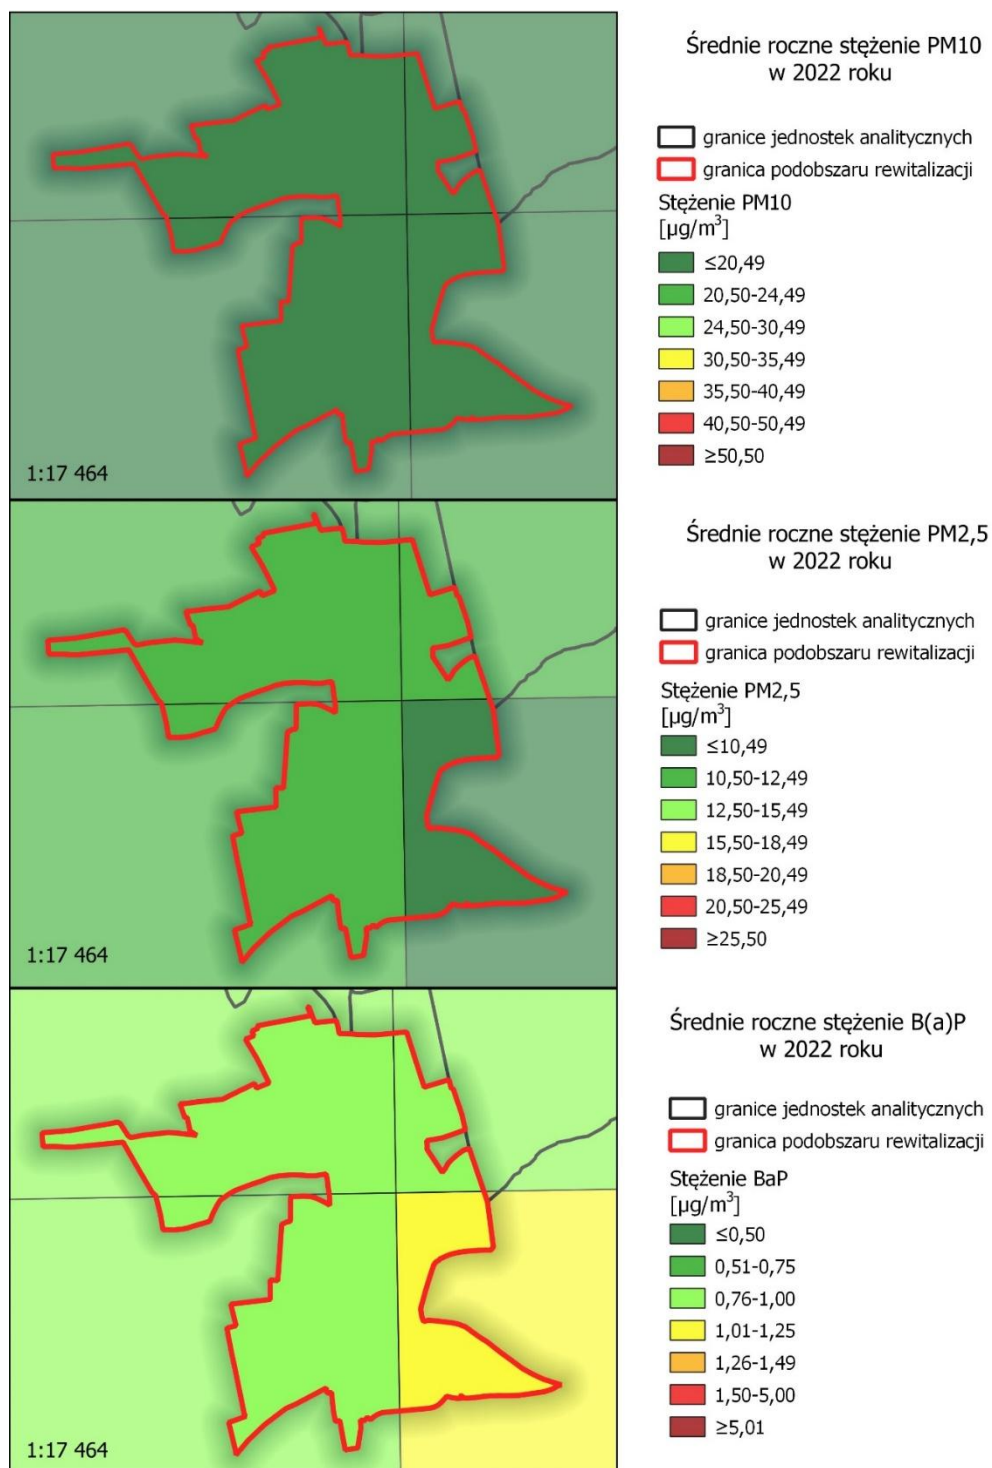 Średnie roczne stężenie PM10
w 2022 roku
granice jednostek analitycznych
granica podobszaru rewitalizacji
Stężenie PM10
[µg/m³]
≤20,49
20,50-24,49
24,50-30,49
30,50-35,49
35,50-40,49
40,50-50,49
≥50,50
1:17 464
Średnie roczne stężenie PM2,5
w 2022 roku
granice jednostek analitycznych
granica podobszaru rewitalizacji
Stężenie PM2,5
[µg/m³]
≤10,49
10,50-12,49
12,50-15,49
15,50-18,49
18,50-20,49
20,50-25,49
≥25,50
1:17 464
Średnie roczne stężenie B(a)P
w 2022 roku
granice jednostek analitycznych
granica podobszaru rewitalizacji
Stężenie BaP
[µg/m³]
≤0,50
0,51-0,75
0,76-1,00
1,01-1,25
1,26-1,49
1,50-5,00
≥5,01
1:17 464